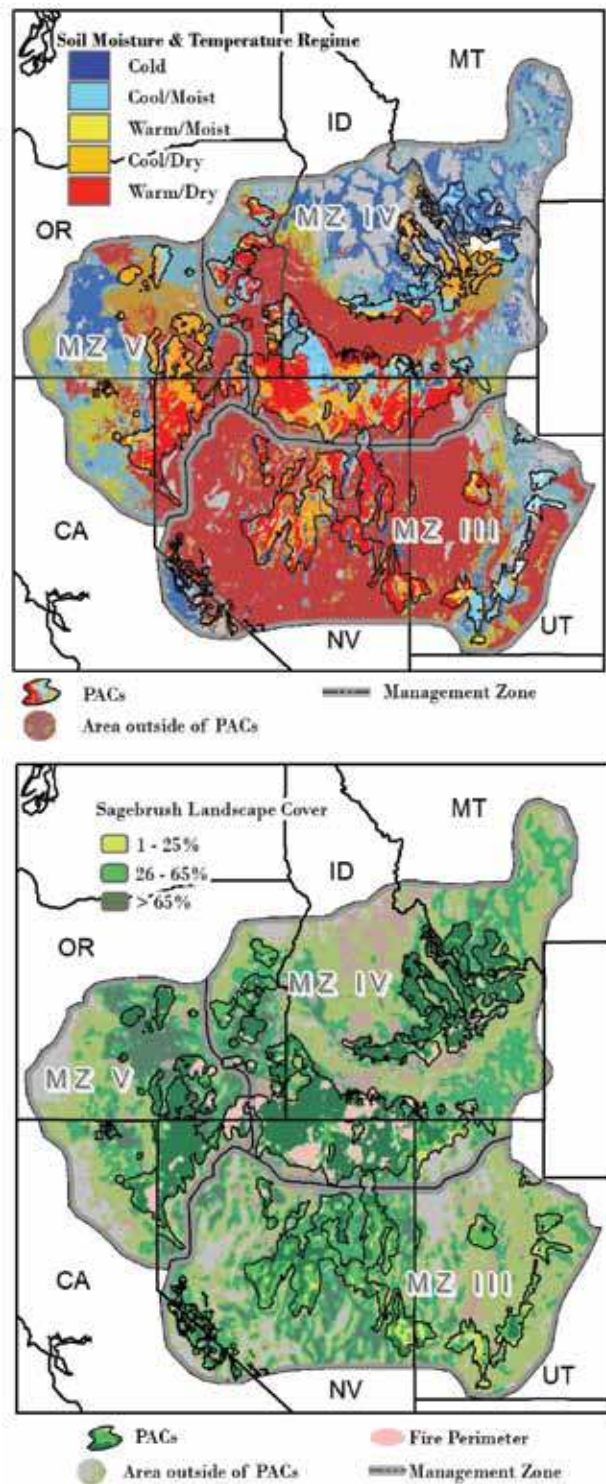 Soil Moisture & Temperature Regime
Cold
Cool/Moist
Warm/Moist
Cool/Dry
Warm/Dry
MT
ID
OR
MZ IV
MZ V
CA
MZ III
NV
UT
PACs
Management Zone
Area outside of PACs
Sagebrush Landscape Cover
1 - 25%
26 - 65%
> 65%
MT
ID
OR
MZ IV
MZ V
CA
MZ III
NV
UT
PACs
Fire Perimeter
Area outside of PACs
Management Zone